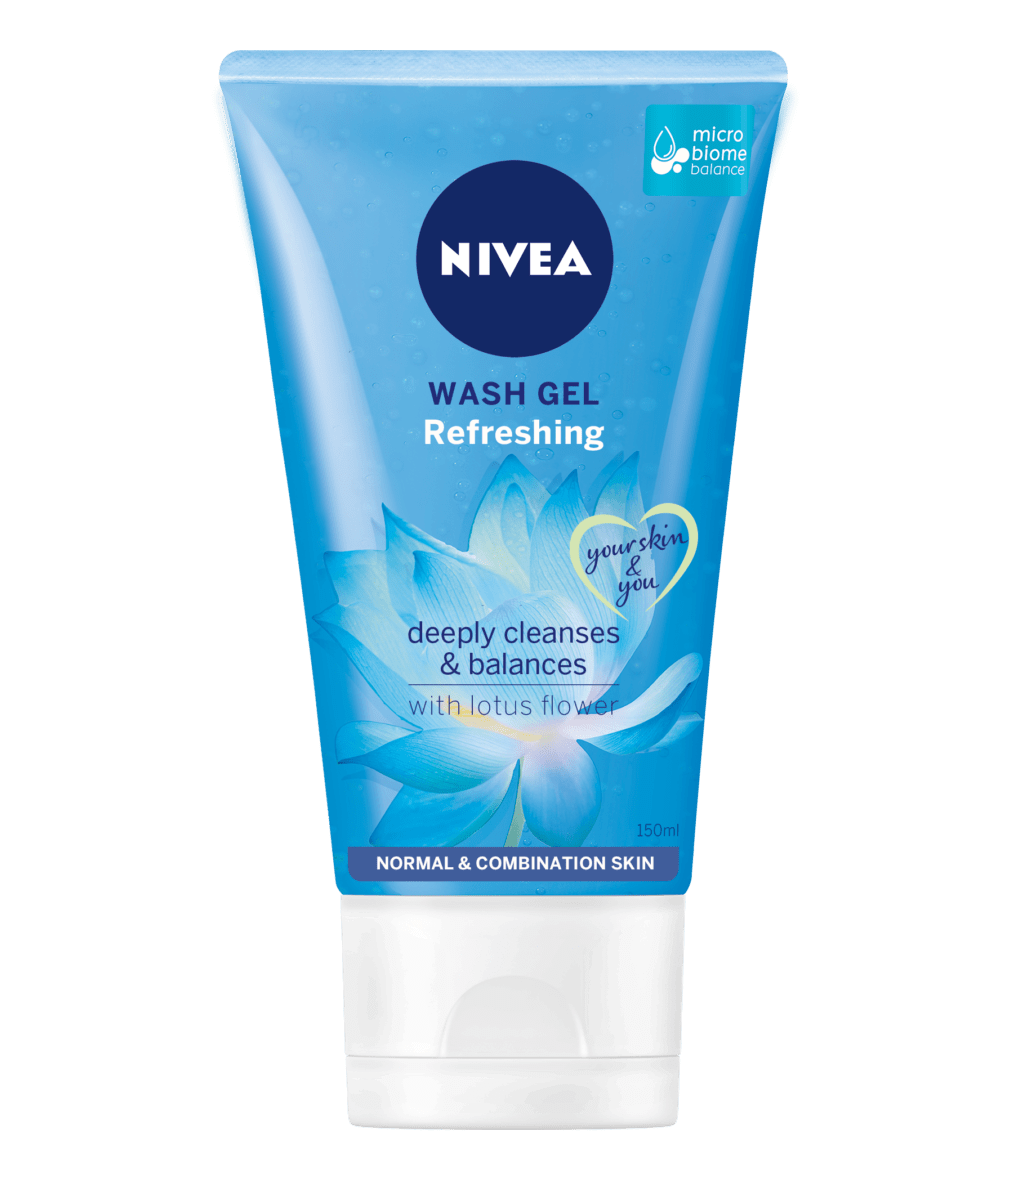 micro
biome
balance
NIVEA
WASH GEL
Refreshing
your skin
&
you
deeply cleanses
& balances
with lotus flower
150ml
NORMAL & COMBINATION SKIN